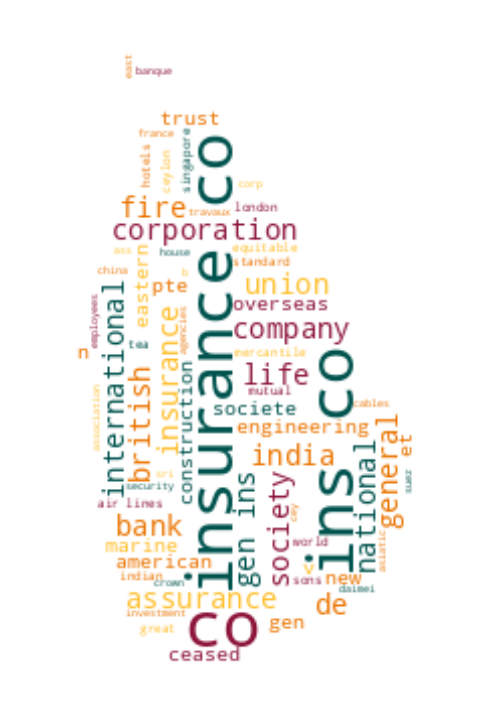 east
banque
trust
france
hotels
ceylon
singapore
insurance co
corp
fire
travaux
london
corporation
ass
house
equitable
standard
china
eastern
pte
b
union
overseas
employees
international
insurance
agencies
company
n
tea
mercantile
life
mutual
ins co
british
construction
societe
cables
association
engineering
general
et
india
sri
security
gen ins
society
national
suez
air lines
cey
bank
marine
world
asiatic
american
v
indian
crown
sons
new
daimei
assurance
de
investment
co
gen
great
ceased